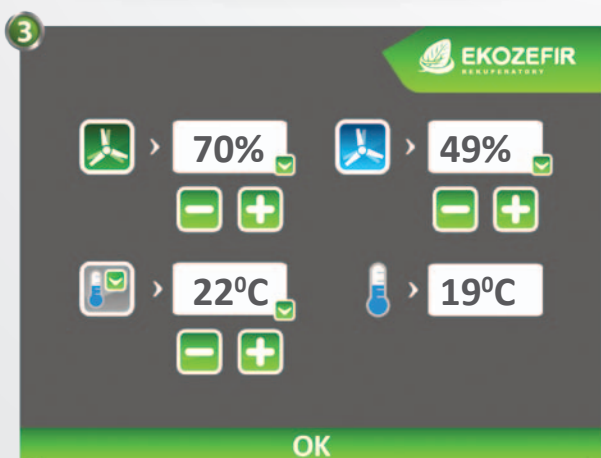 3
EKOZEFIR
REKUPERATORY
70%
49%
22⁰C
19⁰C
OK